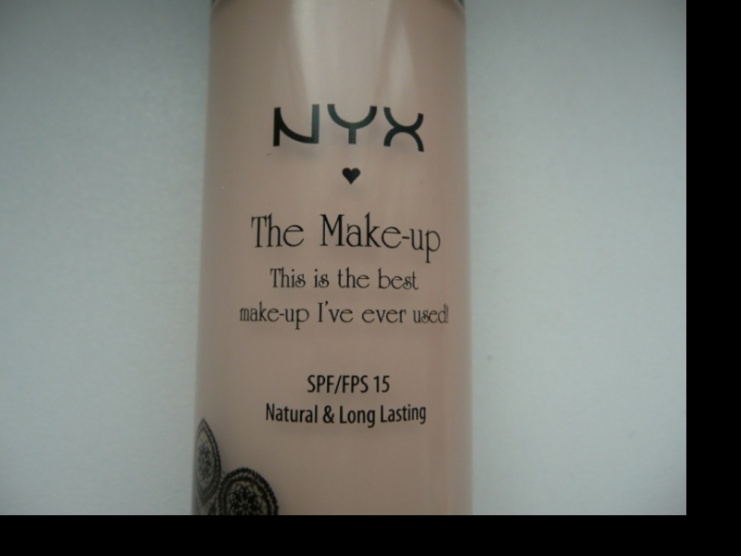 NYX
The Make-up
This is the best
make-up I've ever used!
SPF/FPS 15
Natural & Long Lasting